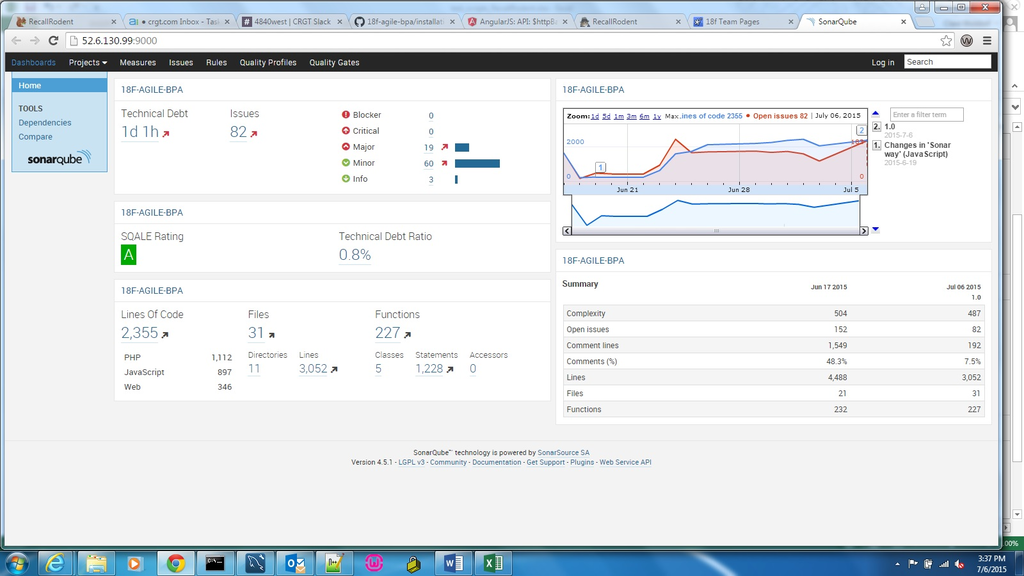 RecallRodent
crgt.com Inbox - Task
4840west | CRGT Slack
18f-agile-bpa/installati
AngularJS: API: $httpBa
RecallRodent
18f Team Pages
SonarQube
52.6.130.99:9000
Dashboards Projects Measures Issues Rules Quality Profiles Quality Gates Log in Search
Home
TOOLS
Dependencies
Compare
sonarqube
18F-AGILE-BPA
Technical Debt
1d 1h
Issues
82
Blocker 0
Critical 0
Major 19
Minor 60
Info 3
18F-AGILE-BPA
SQALE Rating
A
Technical Debt Ratio
0.8%
18F-AGILE-BPA
Lines Of Code
2,355
Files
31
Functions
227
PHP 1,112
JavaScript 897
Web 346
Directories
11
Lines
3,052
Classes
5
Statements
1,228
Accessors
0
18F-AGILE-BPA
Zoom: 1d 5d 1m 3m 6m 1y Max Lines of code 2355 Open issues 82 | July 06, 2015
2000
0
1
2
0
Jun 21 Jun 28 Jul 5
Enter a filter term
2. 1.0
2015-7-6
1. Changes in 'Sonar
way' (JavaScript)
2015-6-19
18F-AGILE-BPA
Summary Jun 17 2015 Jul 06 2015
1.0
Complexity 504 487
Open issues 152 82
Comment lines 1,549 192
Comments (%) 48.3% 7.5%
Lines 4,488 3,052
Files 21 31
Functions 232 227
SonarQube™ technology is powered by SonarSource SA
Version 4.5.1 - LGPL v3 - Community - Documentation - Get Support - Plugins - Web Service API
00%
3:37 PM
7/6/2015